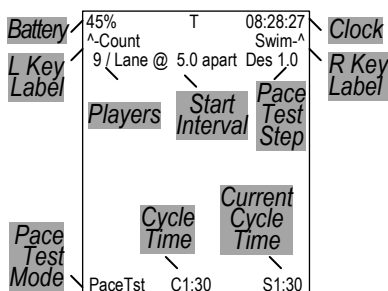 Battery
45% T 08:28:27
Clock
^-Count Swim-^
L Key
Label
R Key
Label
9 / Lane @ 5.0 apart Des 1.0
Players
Start
Interval
Pace
Test
Step
Cycle
Time
Current
Cycle
Time
Pace
Test
Mode
PaceTst C1:30 S1:30